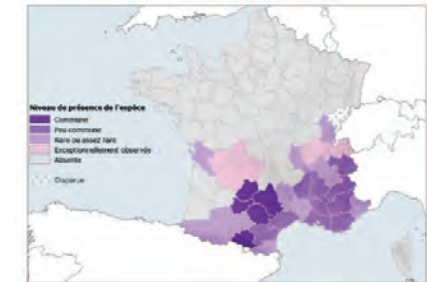 Niveau de présence de l'espèce
Commune
Peu commune
Rare ou assez rare
Exceptionnellement observée
Absente
Disparue